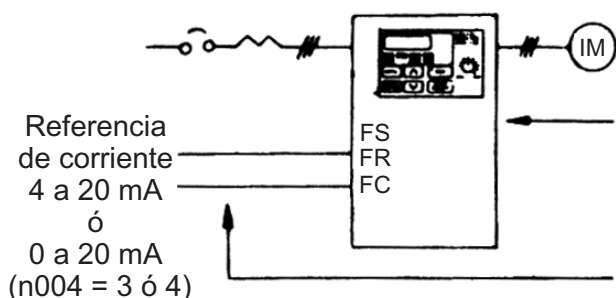 IM
FS
FR
FC
Referencia
de corriente
4 a 20 mA
ó
0 a 20 mA
(n004 = 3 ó 4)